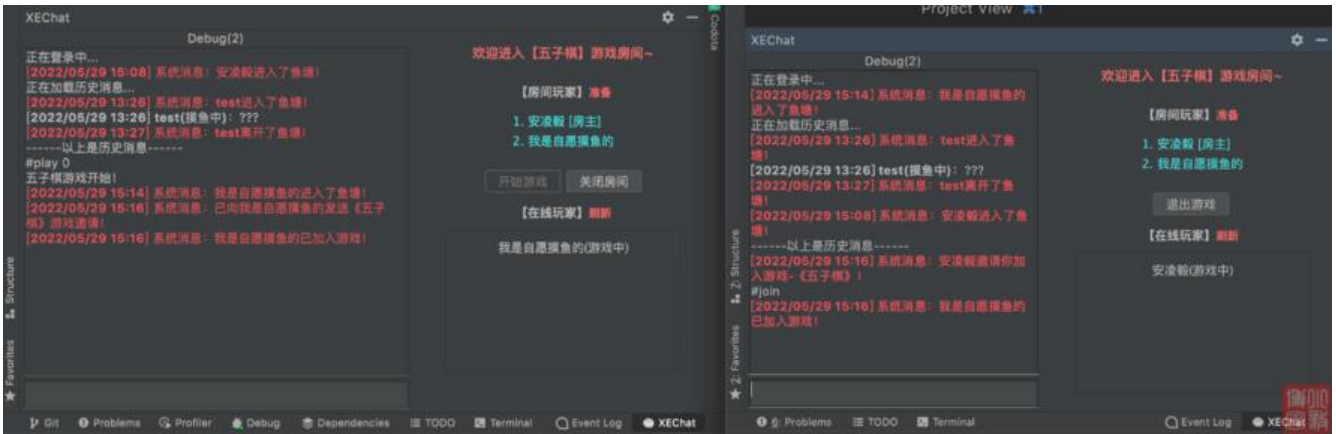 XEChat
Debug(2)
正在登录中...
[2022/05/29 15:08] 系统消息：安凌毅进入了鱼塘！
正在加载历史消息...
[2022/05/29 13:26] 系统消息：test进入了鱼塘！
[2022/05/29 13:26] test(摸鱼中)：???
[2022/05/29 13:27] 系统消息：test离开了鱼塘！
------以上是历史消息------
#play 0
五子棋游戏开始！
[2022/05/29 15:14] 系统消息：我是自愿摸鱼的进入了鱼塘！
[2022/05/29 15:16] 系统消息：已向我是自愿摸鱼的发送《五子
棋》游戏邀请！
[2022/05/29 15:16] 系统消息：我是自愿摸鱼的已加入游戏！
欢迎进入【五子棋】游戏房间~
【房间玩家】准备
1. 安凌毅 [房主]
2. 我是自愿摸鱼的
开始游戏 关闭房间
【在线玩家】刷新
我是自愿摸鱼的(游戏中)
Codota
Structure
Favorites
Git Problems Profiler Debug Dependencies TODO Terminal Event Log XEChat
Project View
XEChat
Debug(2)
正在登录中...
[2022/05/29 15:14] 系统消息：我是自愿摸鱼的
进入了鱼塘！
正在加载历史消息...
[2022/05/29 13:26] 系统消息：test进入了鱼
塘！
[2022/05/29 13:26] test(摸鱼中)：???
[2022/05/29 13:27] 系统消息：test离开了鱼
塘！
[2022/05/29 15:08] 系统消息：安凌毅进入了鱼
塘！
------以上是历史消息------
[2022/05/29 15:16] 系统消息：安凌毅邀请你加
入游戏-《五子棋》！
#join
[2022/05/29 15:16] 系统消息：我是自愿摸鱼的
已加入游戏！
欢迎进入【五子棋】游戏房间~
【房间玩家】准备
1. 安凌毅 [房主]
2. 我是自愿摸鱼的
退出游戏
【在线玩家】刷新
安凌毅(游戏中)
7: Structure
2: Favorites
6: Problems TODO Terminal Event Log XEChat